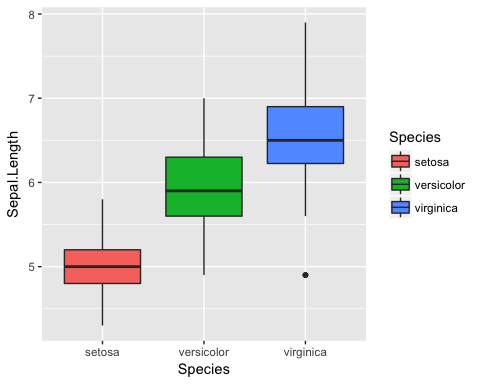 8
7
6
5
Sepal.Length
setosa
versicolor
virginica
Species
Species
setosa
versicolor
virginica